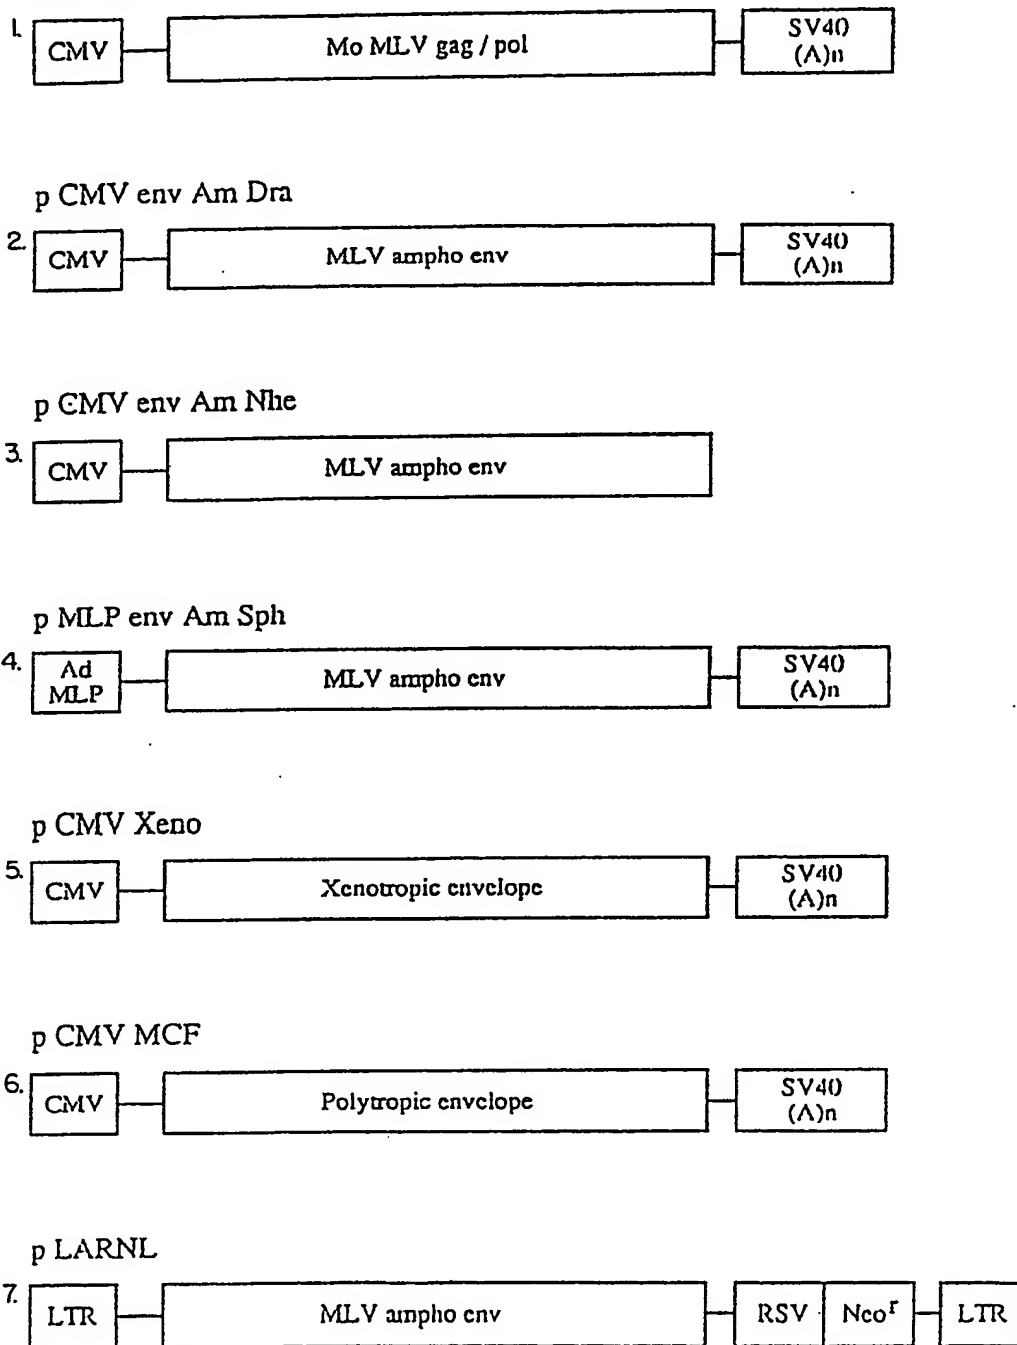 1. CMV Mo MLV gag / pol SV40 (A)n
p CMV env Am Dra
2. CMV MLV ampho env SV40 (A)n
p CMV env Am Nhe
3. CMV MLV ampho env
p MLP env Am Sph
4. Ad MLP MLV ampho env SV40 (A)n
p CMV Xeno
5. CMV Xenotropic envelope SV40 (A)n
p CMV MCF
6. CMV Polytropic envelope SV40 (A)n
p LARNL
7. LTR MLV ampho env RSV Neo^r LTR